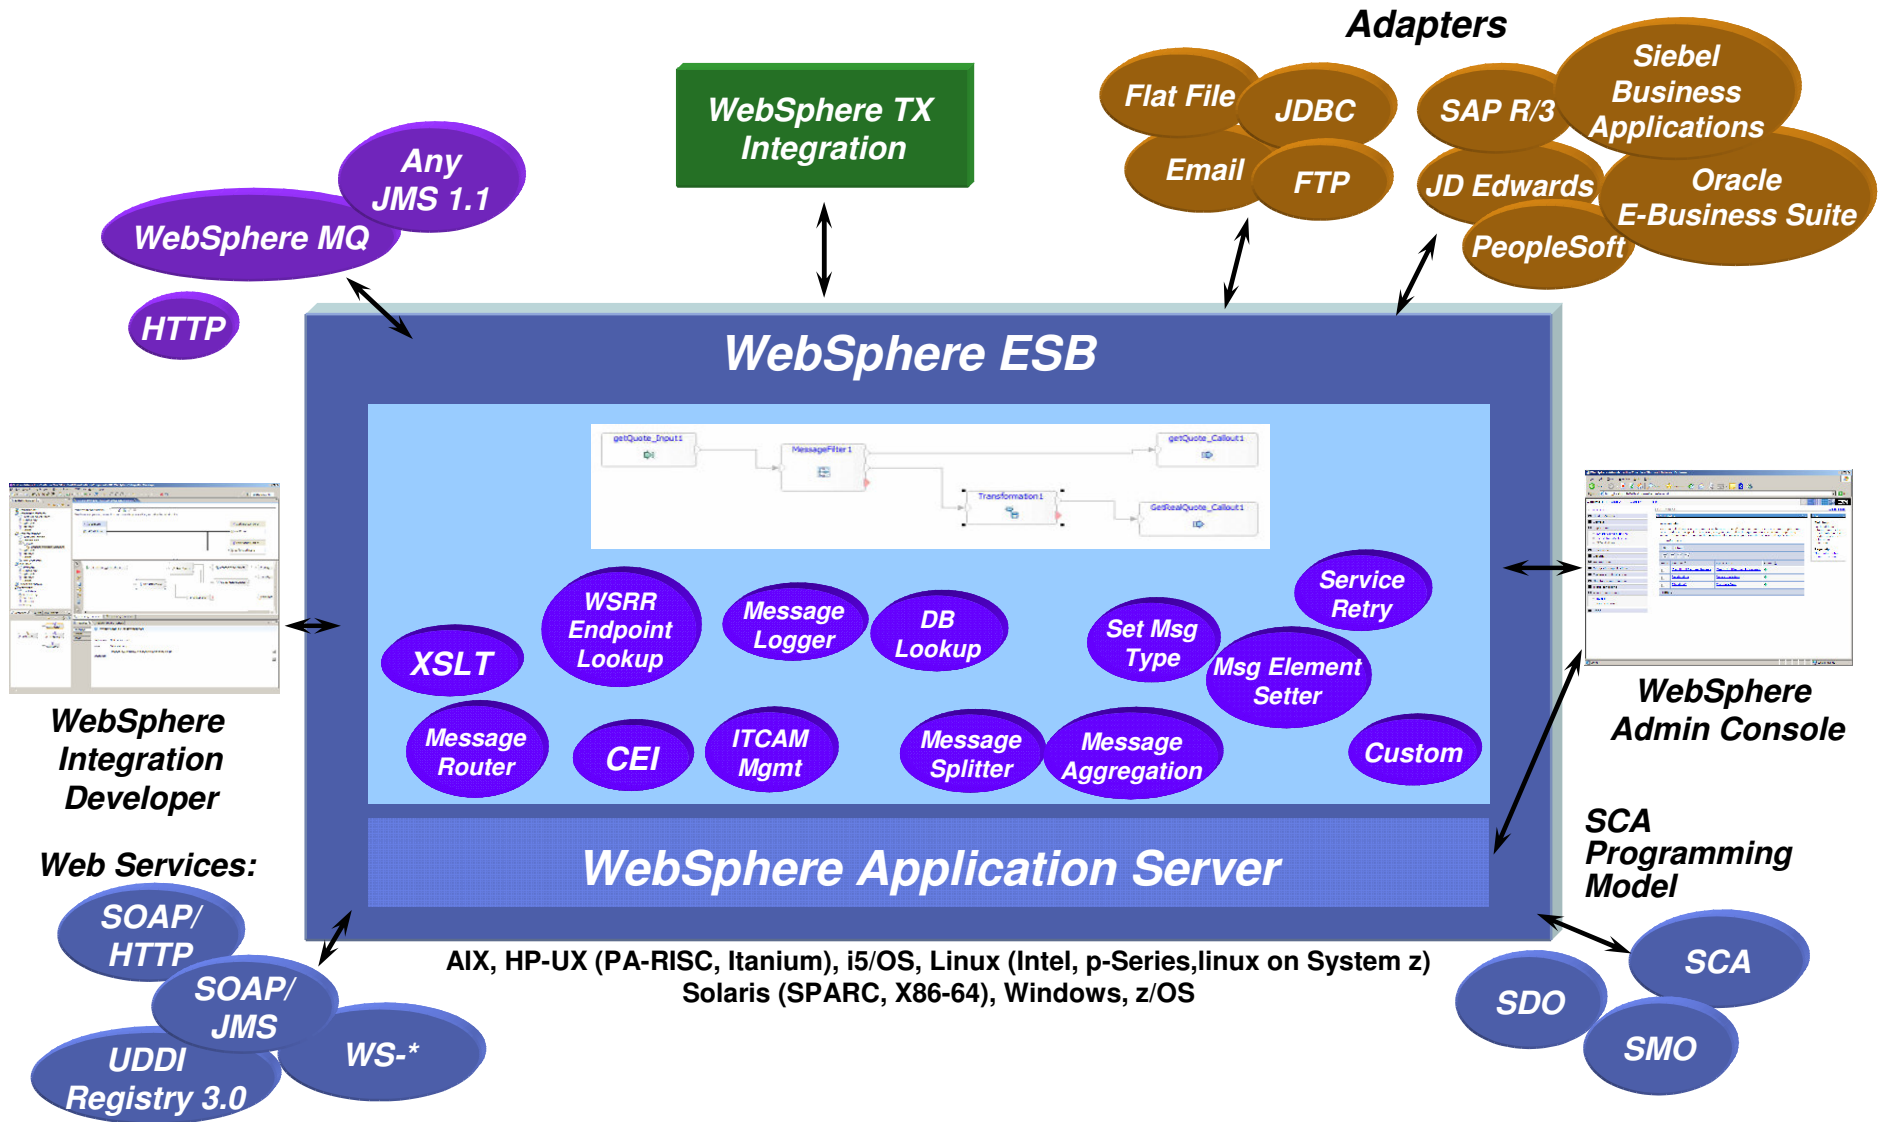 Adapters
Flat File
JDBC
Email
FTP
SAP R/3
Siebel
Business
Applications
JD Edwards
Oracle
E-Business Suite
PeopleSoft
WebSphere TX
Integration
Any
JMS 1.1
WebSphere MQ
HTTP
WebSphere ESB
getQuote_Input1
MessageFilter1
getQuote_Callout1
Transformation1
GetRealQuote_Callout1
XSLT
WSRR
Endpoint
Lookup
Message
Logger
DB
Lookup
Set Msg
Type
Service
Retry
Msg Element
Setter
Message
Router
CEI
ITCAM
Mgmt
Message
Splitter
Message
Aggregation
Custom
WebSphere Application Server
WebSphere
Integration
Developer
WebSphere
Admin Console
Web Services:
SOAP/
HTTP
SOAP/
JMS
UDDI
Registry 3.0
WS-*
AIX, HP-UX (PA-RISC, Itanium), i5/OS, Linux (Intel, p-Series,linux on System z)
Solaris (SPARC, X86-64), Windows, z/OS
SCA
Programming
Model
SCA
SDO
SMO